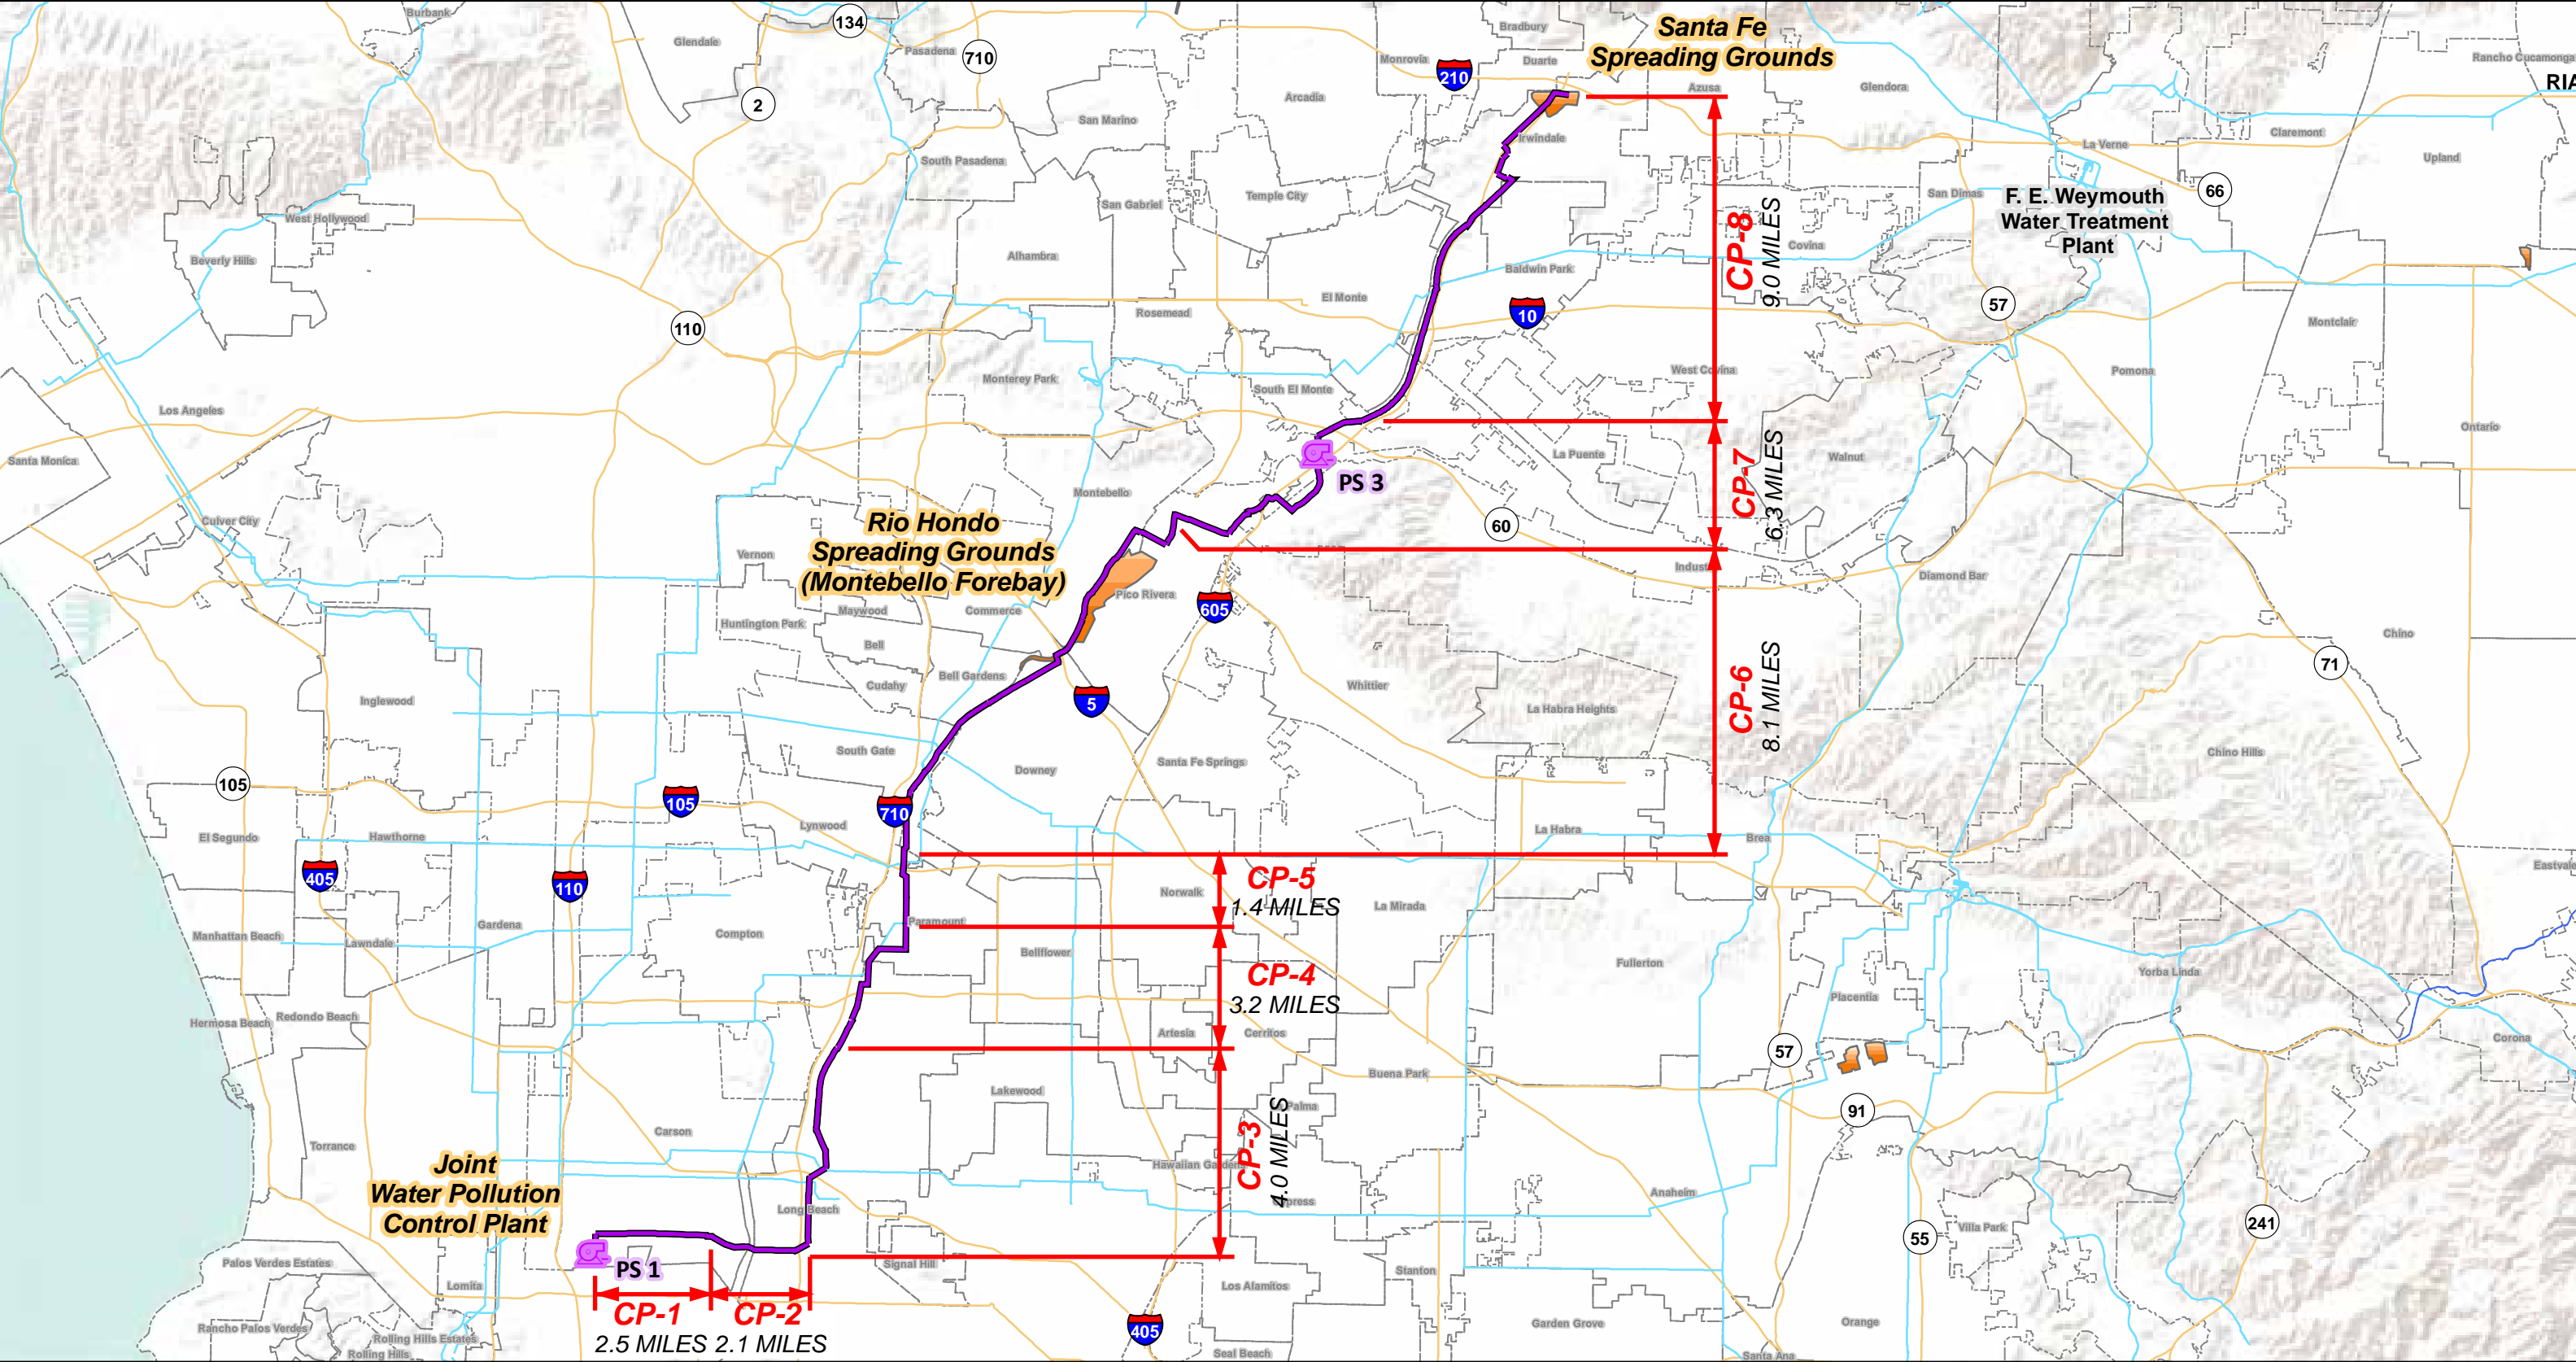 Burbank
Glendale
134
Pasadena
710
2
Bradbury
Santa Fe
Spreading Grounds
Monrovia
Duarte
210
Azusa
Glendora
Rancho Cucamonga
RIA
Arcadia
San Marino
Irwindale
Claremont
La Verne
Upland
South Pasadena
Temple City
San Gabriel
San Dimas
66
F. E. Weymouth
Water Treatment
Plant
West Hollywood
Beverly Hills
Alhambra
Baldwin Park
Covina
CP-8
9.0 MILES
El Monte
Rosemead
10
57
110
Montclair
Monterey Park
South El Monte
West Covina
Pomona
Los Angeles
Ontario
Santa Monica
La Puente
Walnut
PS 3
CP-7
6.3 MILES
Montebello
Culver City
Rio Hondo
Spreading Grounds
(Montebello Forebay)
60
Vernon
Industry
Diamond Bar
Pico Rivera
605
Maywood
Commerce
Huntington Park
Bell
Chino
71
Bell Gardens
Cudahy
Whittier
CP-6
8.1 MILES
Inglewood
5
La Habra Heights
South Gate
Chino Hills
Santa Fe Springs
Downey
105
105
710
Lynwood
El Segundo
Hawthorne
La Habra
Brea
Eastvale
405
110
CP-5
1.4 MILES
Norwalk
La Mirada
Paramount
Gardena
Compton
Manhattan Beach
Lawndale
Bellflower
Fullerton
CP-4
3.2 MILES
Yorba Linda
Placentia
Hermosa Beach
Redondo Beach
Artesia
Cerritos
Corona
57
Buena Park
Lakewood
La Palma
91
CP-3
4.0 MILES
Carson
Torrance
Joint
Water Pollution
Control Plant
Hawaiian Gardens
Cypress
Anaheim
Long Beach
Villa Park
241
55
PS 1
Palos Verdes Estates
Signal Hill
Stanton
Lomita
Los Alamitos
CP-1
CP-2
2.5 MILES
2.1 MILES
Rancho Palos Verdes
Rolling Hills Estates
Rolling Hills
405
Garden Grove
Orange
Seal Beach
Santa Ana